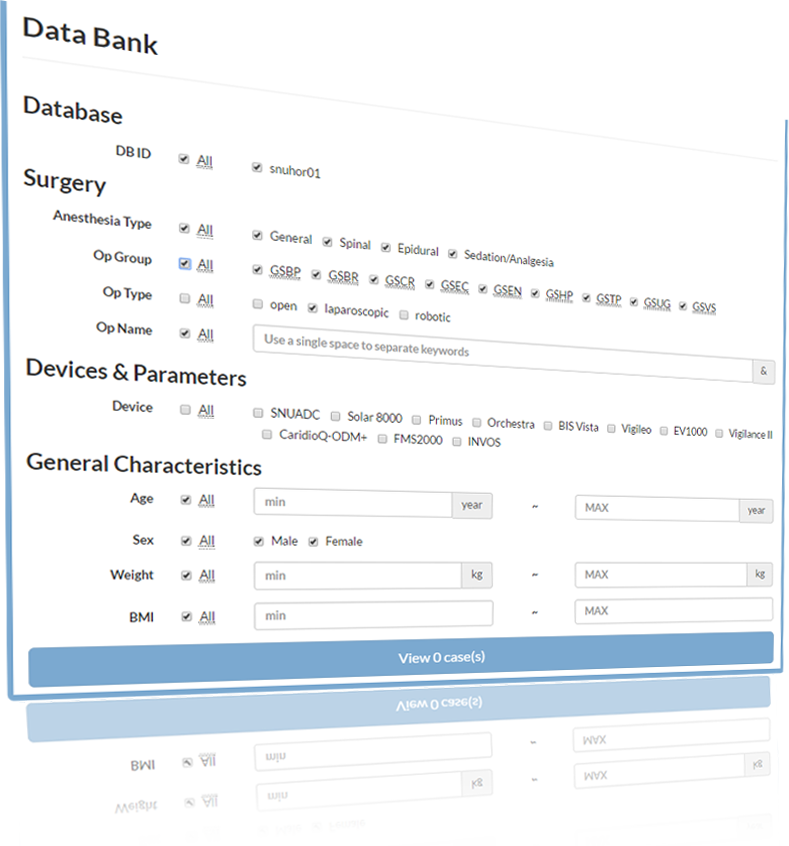 Data Bank
Database
DB ID All snuhor01
Surgery
Anesthesia Type All General Spinal Epidural Sedation/Analgesia
Op Group All GSBP GSBR GSCR GSEC GSEN GSHP GSTP GSUG GSVS
Op Type All open laparoscopic robotic
Op Name All Use a single space to separate keywords &
Devices & Parameters
Device All SNUADC Solar 8000 Primus Orchestra BIS Vista Vigileo EV1000 Vigilance II
CaridioQ-ODM+ FMS2000 INVOS
General Characteristics
Age All min year ~ MAX year
Sex All Male Female
Weight All min kg ~ MAX kg
BMI All min ~ MAX
View 0 case(s)
View 0 case(s)
BMI All min ~ MAX
Weight All min kg ~ MAX kg